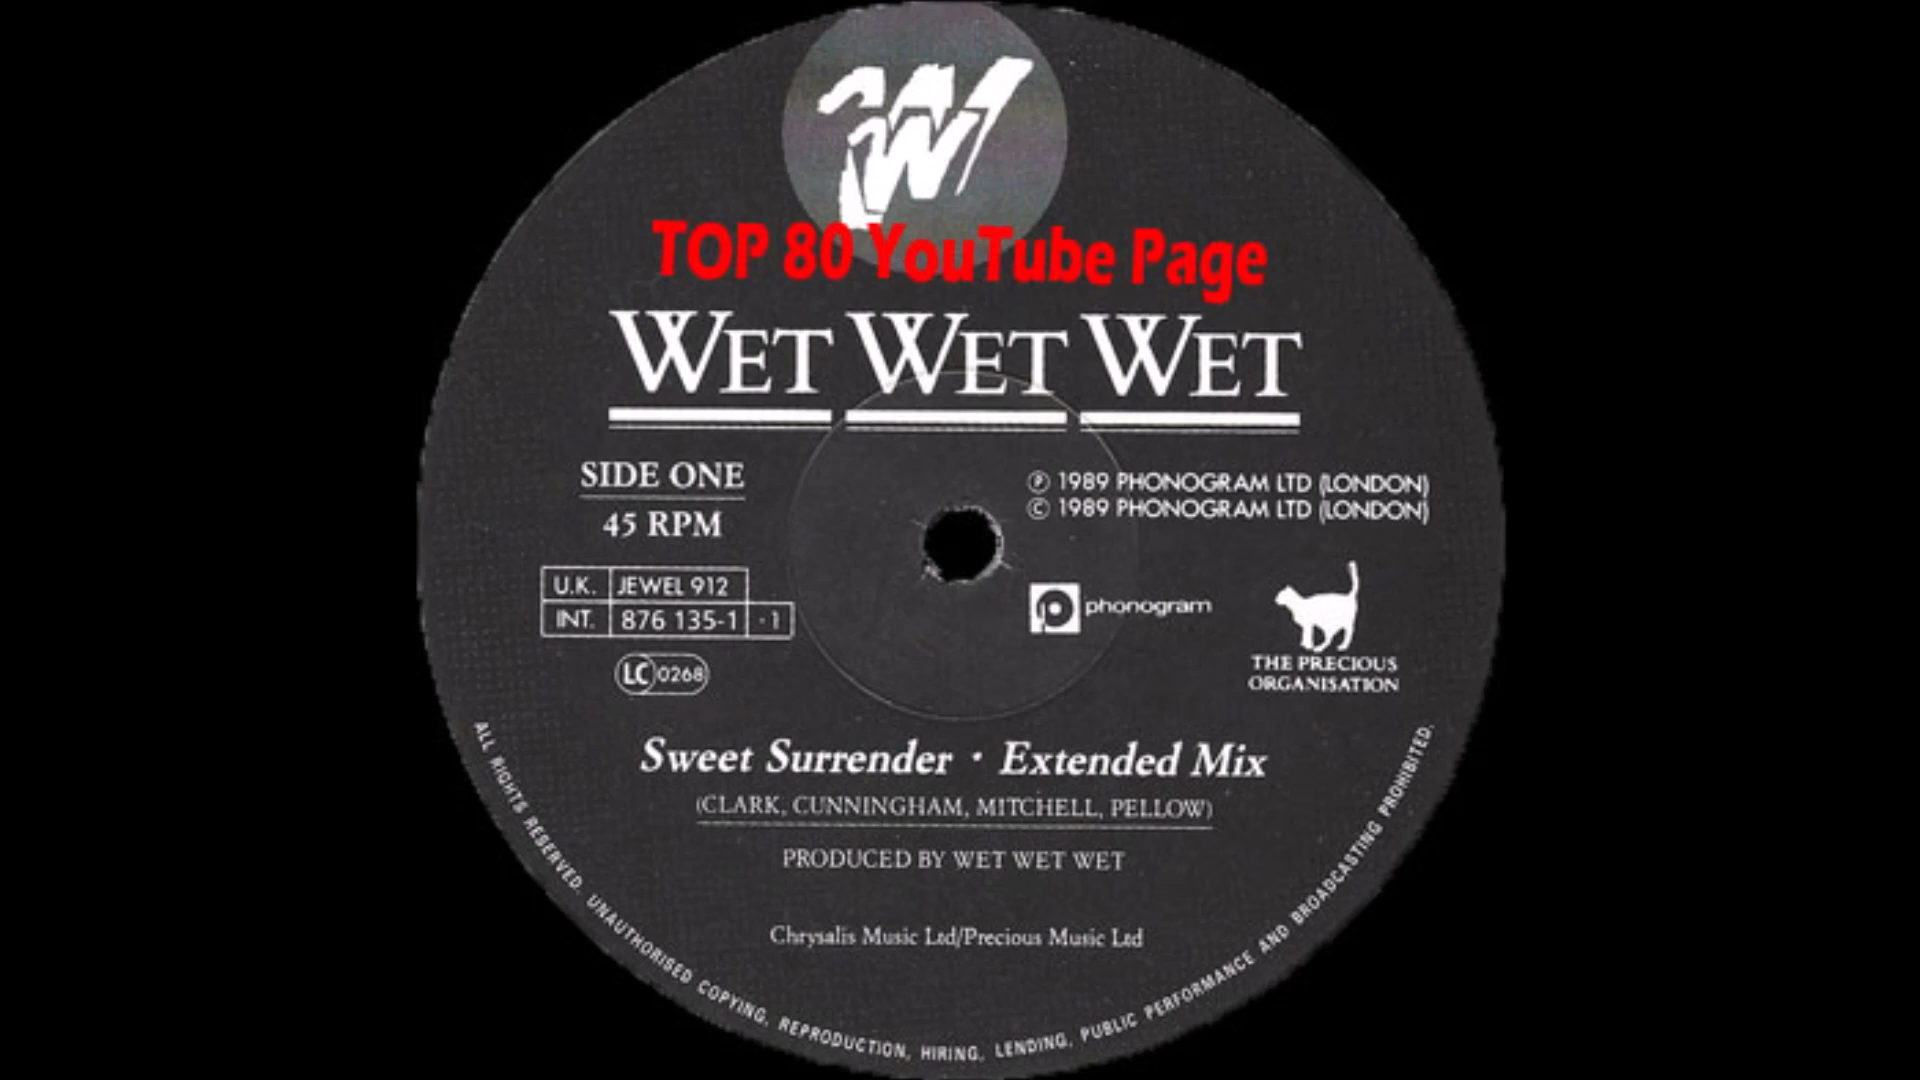 W
TOP 80 YouTube Page
WET WET WET
SIDE ONE
45 RPM
Ⓟ 1989 PHONOGRAM LTD (LONDON)
© 1989 PHONOGRAM LTD (LONDON)
U.K. JEWEL 912
INT. 876 135-1 ·1
LC 0268
phonogram
THE PRECIOUS
ORGANISATION
Sweet Surrender · Extended Mix
(CLARK, CUNNINGHAM, MITCHELL, PELLOW)
PRODUCED BY WET WET WET
Chrysalis Music Ltd/Precious Music Ltd
ALL RIGHTS RESERVED. UNAUTHORISED COPYING, REPRODUCTION, HIRING, LENDING, PUBLIC PERFORMANCE AND BROADCASTING PROHIBITED.